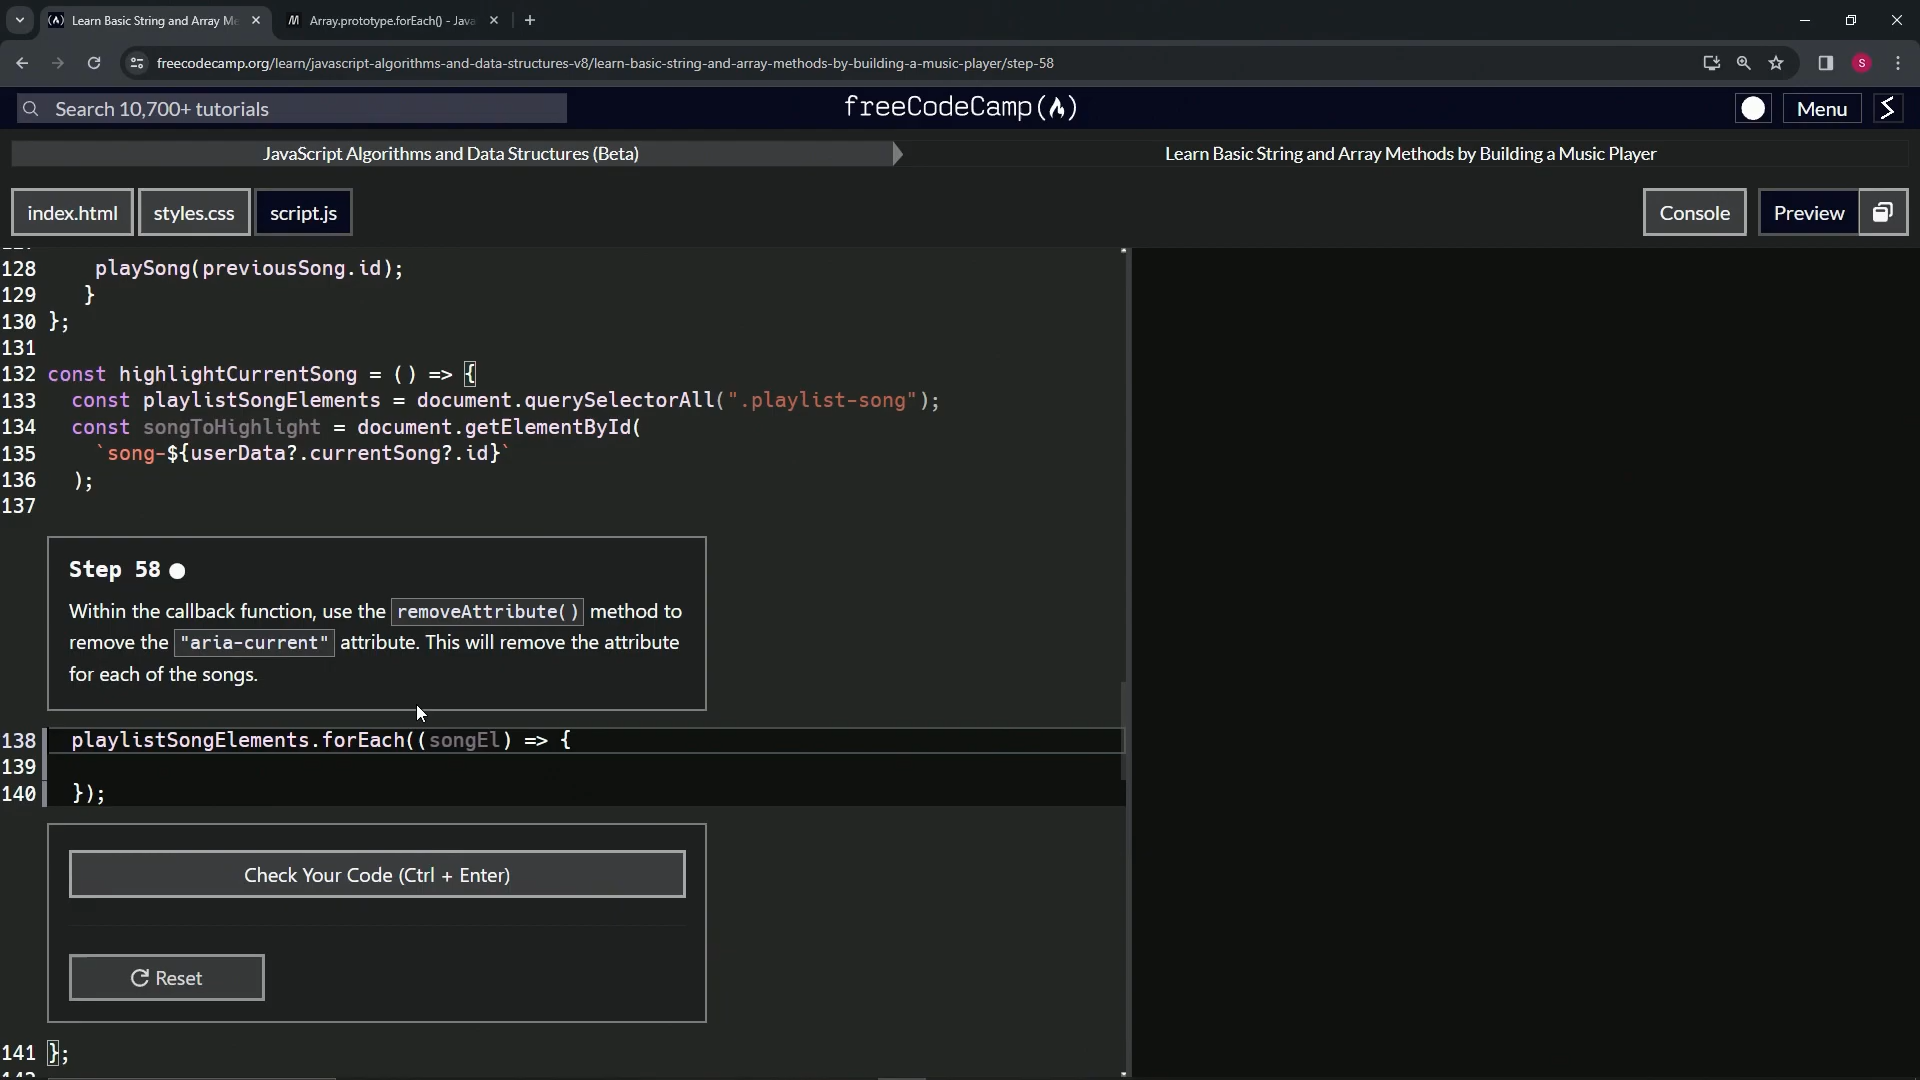 Learn Basic String and Array Me
Array.prototype.forEach() - Java
freecodecamp.org/learn/javascript-algorithms-and-data-structures-v8/learn-basic-string-and-array-methods-by-building-a-music-player/step-58
S
Search 10,700+ tutorials
freeCodeCamp
Menu
JavaScript Algorithms and Data Structures (Beta)
Learn Basic String and Array Methods by Building a Music Player
index.html
styles.css
script.js
Console
Preview
128 playSong(previousSong.id);
129 }
130 };
131
132 const highlightCurrentSong = () => {
133 const playlistSongElements = document.querySelectorAll(".playlist-song");
134 const songToHighlight = document.getElementById(
135 `song-${userData?.currentSong?.id}`
136 );
137
Step 58
Within the callback function, use the removeAttribute() method to
remove the "aria-current" attribute. This will remove the attribute
for each of the songs.
138 playlistSongElements.forEach((songEl) => {
139
140 });
Check Your Code (Ctrl + Enter)
Reset
141 };